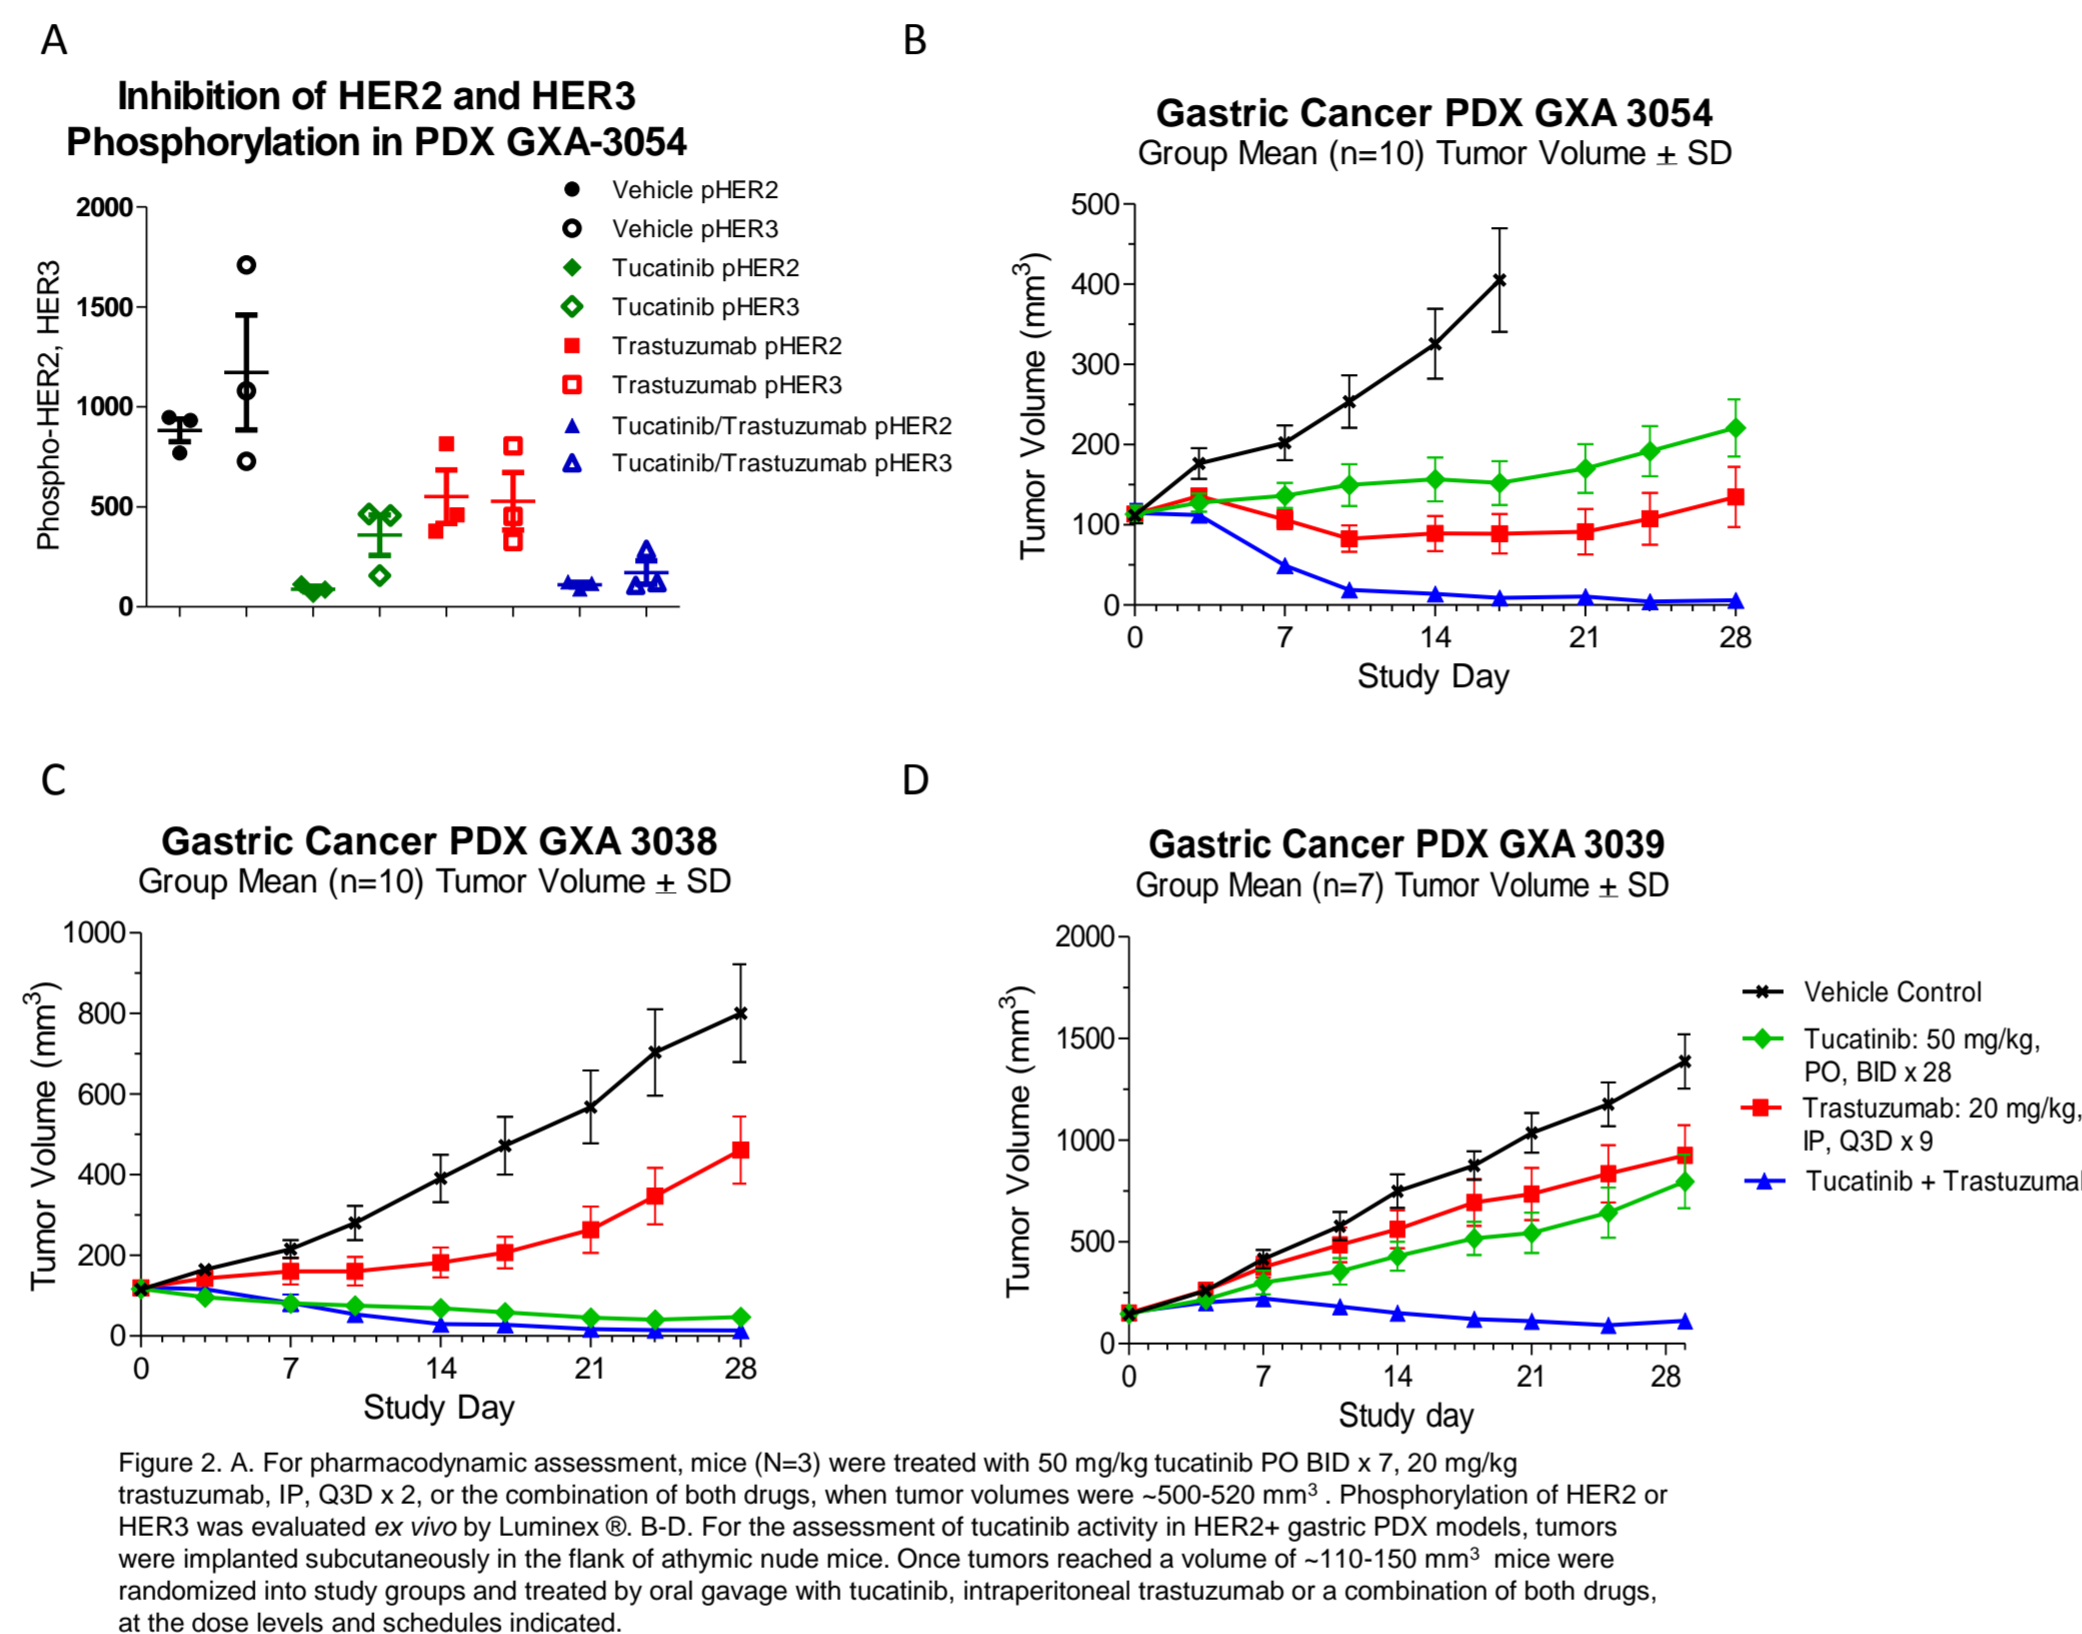 A
Inhibition of HER2 and HER3
Phosphorylation in PDX GXA-3054
Phospho-HER2, HER3
2000
1500
1000
500
0
Vehicle pHER2
Vehicle pHER3
Tucatinib pHER2
Tucatinib pHER3
Trastuzumab pHER2
Trastuzumab pHER3
Tucatinib/Trastuzumab pHER2
Tucatinib/Trastuzumab pHER3
B
Gastric Cancer PDX GXA 3054
Group Mean (n=10) Tumor Volume ± SD
Tumor Volume (mm³)
500
400
300
200
100
0
0 7 14 21 28
Study Day
C
Gastric Cancer PDX GXA 3038
Group Mean (n=10) Tumor Volume ± SD
Tumor Volume (mm³)
1000
800
600
400
200
0
0 7 14 21 28
Study Day
D
Gastric Cancer PDX GXA 3039
Group Mean (n=7) Tumor Volume ± SD
Tumor Volume (mm³)
2000
1500
1000
500
0
0 7 14 21 28
Study day
Vehicle Control
Tucatinib: 50 mg/kg,
PO, BID x 28
Trastuzumab: 20 mg/kg,
IP, Q3D x 9
Tucatinib + Trastuzuma
Figure 2. A. For pharmacodynamic assessment, mice (N=3) were treated with 50 mg/kg tucatinib PO BID x 7, 20 mg/kg
trastuzumab, IP, Q3D x 2, or the combination of both drugs, when tumor volumes were ~500-520 mm³ . Phosphorylation of HER2 or
HER3 was evaluated ex vivo by Luminex ®. B-D. For the assessment of tucatinib activity in HER2+ gastric PDX models, tumors
were implanted subcutaneously in the flank of athymic nude mice. Once tumors reached a volume of ~110-150 mm³ mice were
randomized into study groups and treated by oral gavage with tucatinib, intraperitoneal trastuzumab or a combination of both drugs,
at the dose levels and schedules indicated.